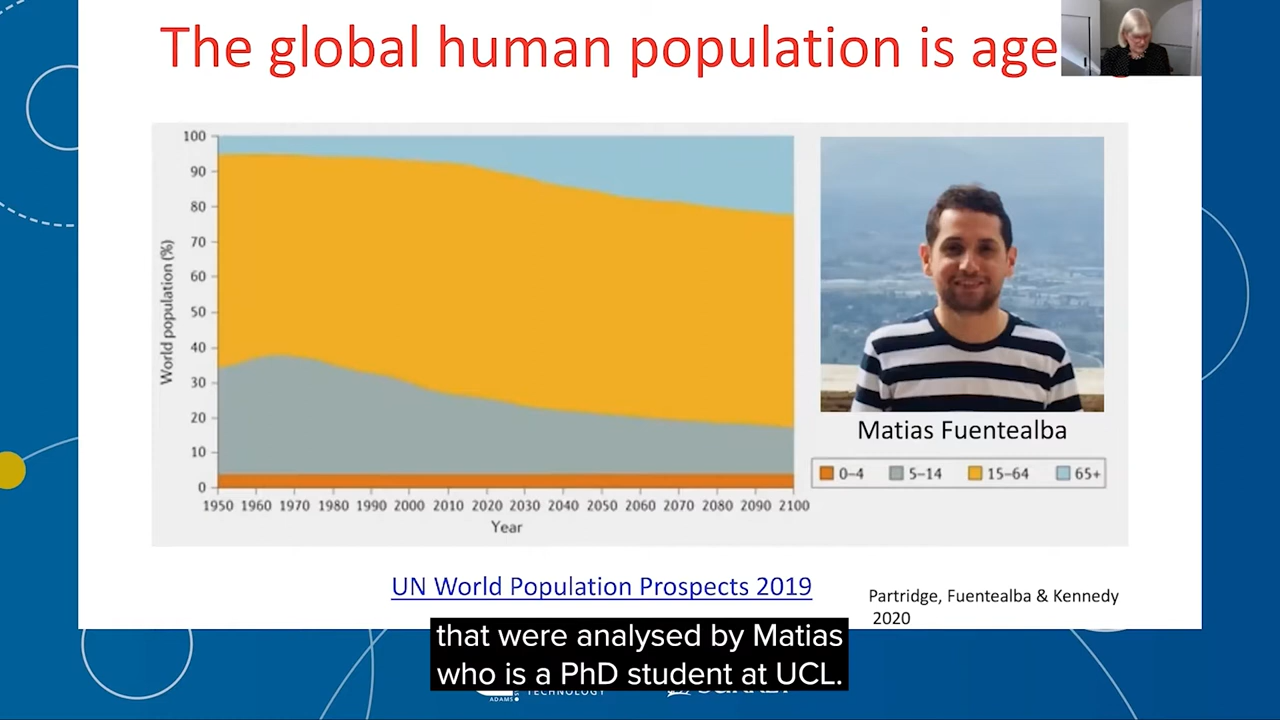 The global human population is age
100
90
80
70
60
50
40
30
20
10
0
World population (%)
1950 1960 1970 1980 1990 2000 2010 2020 2030 2040 2050 2060 2070 2080 2090 2100
Year
Matias Fuentealba
0–4 5–14 15–64 65+
UN World Population Prospects 2019
Partridge, Fuentealba & Kennedy
2020
that were analysed by Matias
who is a PhD student at UCL.
ADAMS TECHNOLOGY